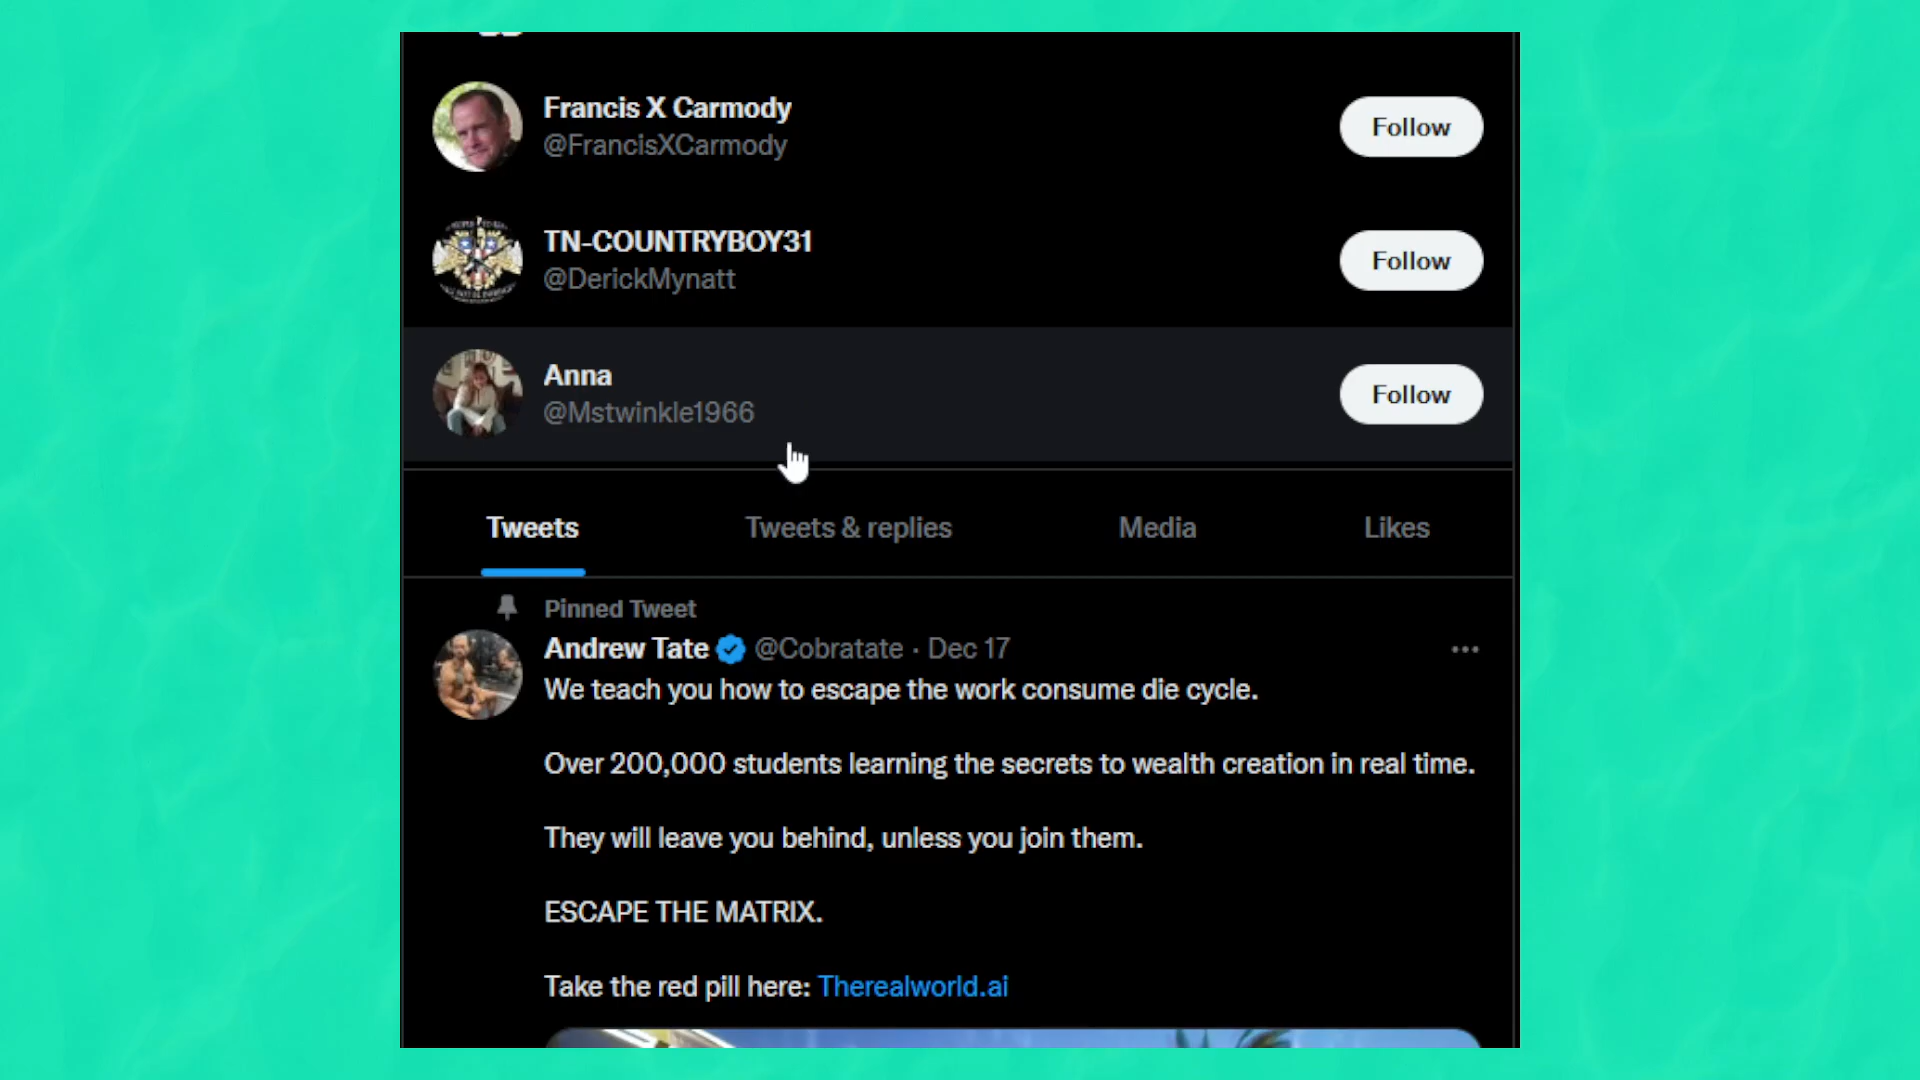 Francis X Carmody
@FrancisXCarmody
Follow
TN-COUNTRYBOY31
@DerickMynatt
Follow
Anna
@Mstwinkle1966
Follow
Tweets Tweets & replies Media Likes
Pinned Tweet
Andrew Tate @Cobratate · Dec 17
We teach you how to escape the work consume die cycle.
Over 200,000 students learning the secrets to wealth creation in real time.
They will leave you behind, unless you join them.
ESCAPE THE MATRIX.
Take the red pill here: Therealworld.ai